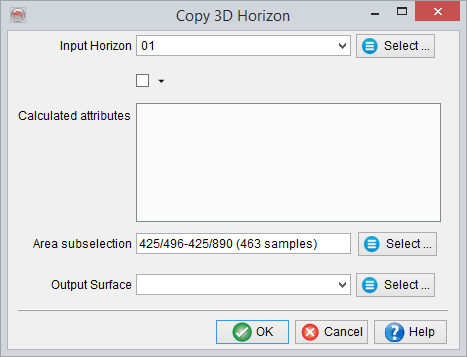 Copy 3D Horizon
Input Horizon 01 Select ...
Calculated attributes
Area subselection 425/496-425/890 (463 samples) Select ...
Output Surface Select ...
OK Cancel Help